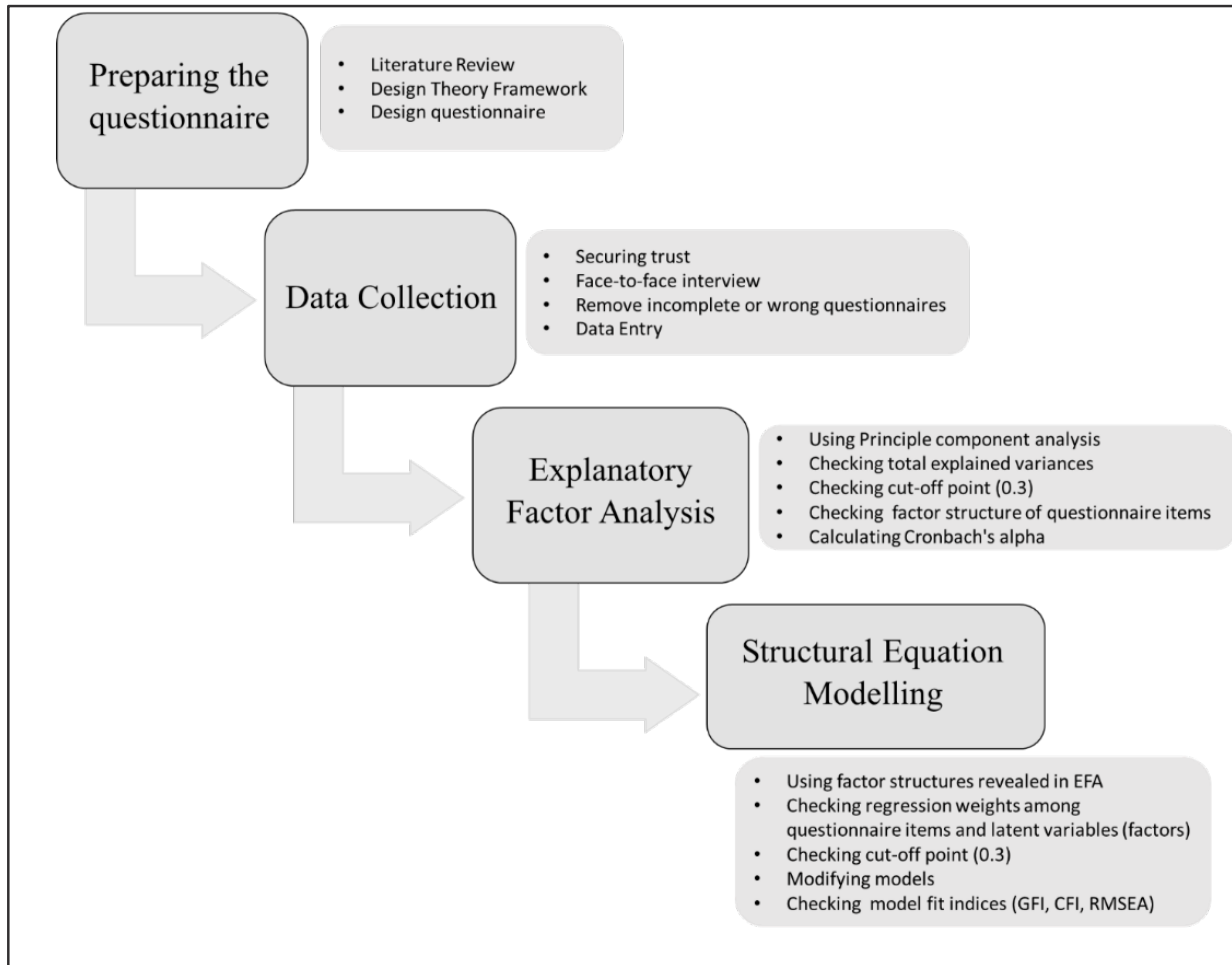 Preparing the
questionnaire
• Literature Review
• Design Theory Framework
• Design questionnaire
Data Collection
• Securing trust
• Face-to-face interview
• Remove incomplete or wrong questionnaires
• Data Entry
Explanatory
Factor Analysis
• Using Principle component analysis
• Checking total explained variances
• Checking cut-off point (0.3)
• Checking factor structure of questionnaire items
• Calculating Cronbach's alpha
Structural Equation
Modelling
• Using factor structures revealed in EFA
• Checking regression weights among
questionnaire items and latent variables (factors)
• Checking cut-off point (0.3)
• Modifying models
• Checking model fit indices (GFI, CFI, RMSEA)